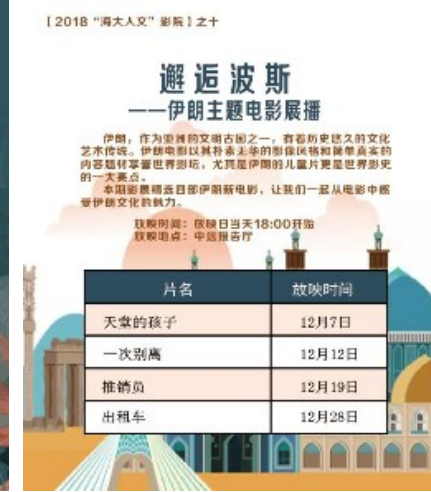 【2018 “海大人文” 影院】之十
邂逅波斯
——伊朗主题电影展播
伊朗，作为亚洲的文明古国之一，有着历史悠久的文化
艺术传统。伊朗电影以其朴素上华的影像风格和简单真实的
内容题材享誉世界影坛，尤其是伊朗的儿童片更是世界影史
的一大亮点。
本期影展精选四部伊朗新电影，让我们一起从电影中感
受伊朗文化的魅力。
放映时间：放映日当天18:00开始
放映地点：中远报告厅
片名 放映时间
天堂的孩子 12月7日
一次别离 12月12日
推销员 12月19日
出租车 12月28日